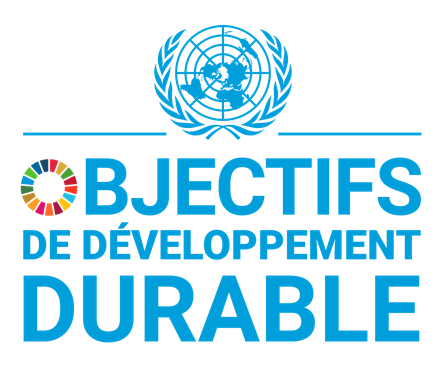 OBJECTIFS
DE DÉVELOPPEMENT
DURABLE